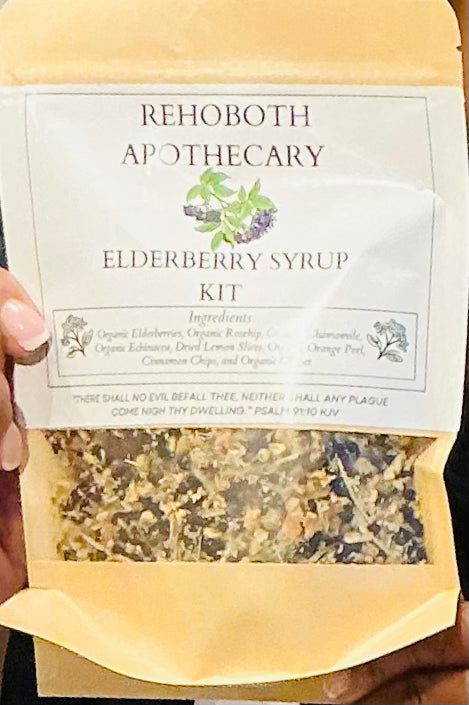 REHOBOTH
APOTHECARY
ELDERBERRY SYRUP
KIT
Ingredients:
Organic Elderberries, Organic Rosehip, Chamomile,
Organic Echinacea, Dried Lemon Slices, Orange Peel,
Cinnamon Chips, and Organic
"THERE SHALL NO EVIL BEFALL THEE, NEITHER SHALL ANY PLAGUE
COME NIGH THY DWELLING." PSALM 91:10 KJV